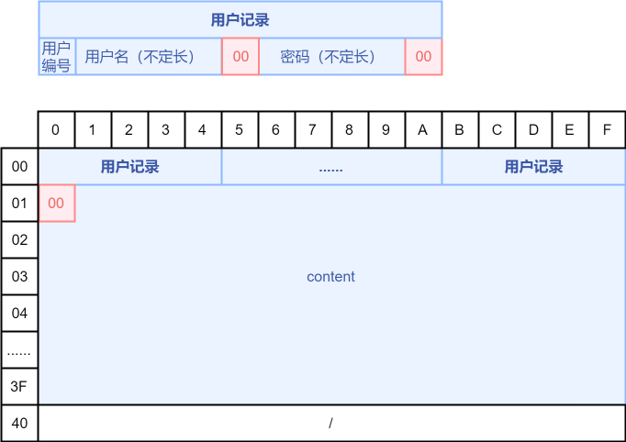 用户记录
用户
编号
用户名（不定长）
00
密码（不定长）
00
0 1 2 3 4 5 6 7 8 9 A B C D E F
00 用户记录 ...... 用户记录
01 00
02
03 content
04
......
3F
40 /